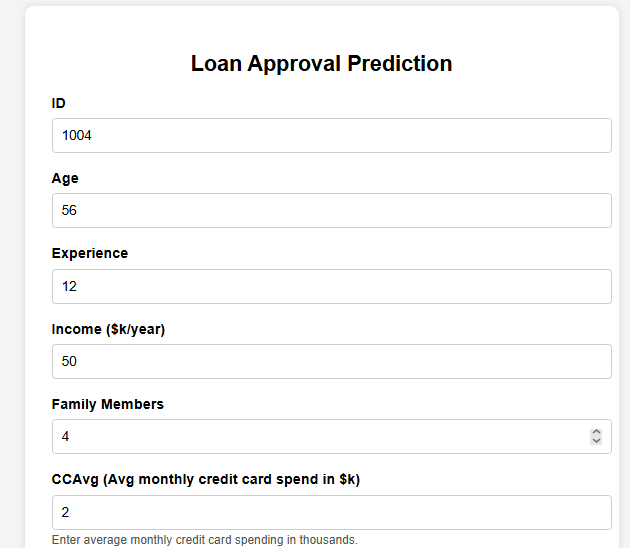 Loan Approval Prediction
ID
1004
Age
56
Experience
12
Income ($k/year)
50
Family Members
4
CCAvg (Avg monthly credit card spend in $k)
2
Enter average monthly credit card spending in thousands.